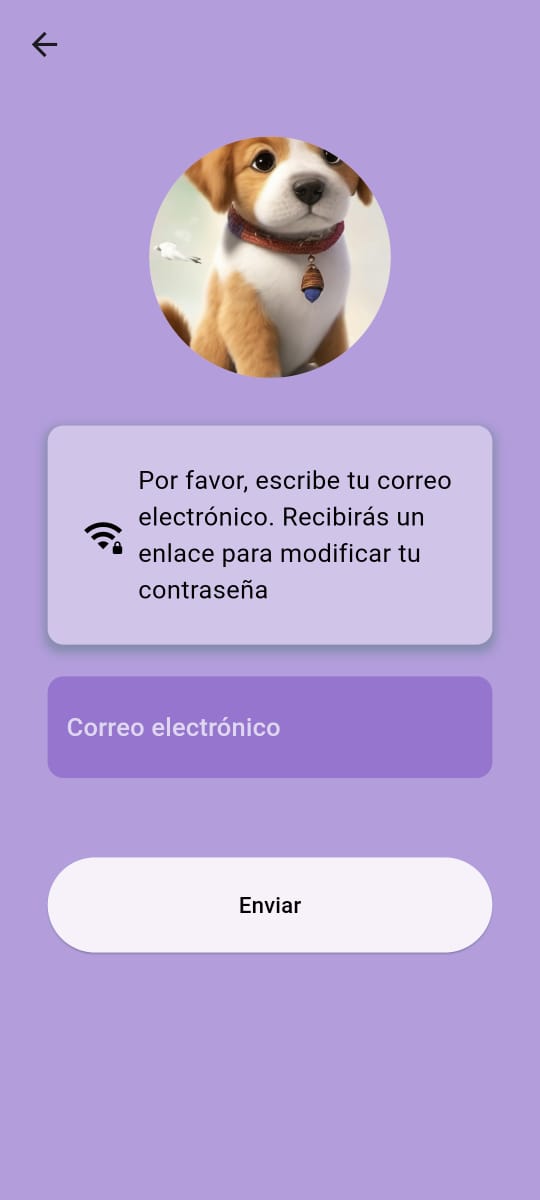 Por favor, escribe tu correo
electrónico. Recibirás un
enlace para modificar tu
contraseña
Correo electrónico
Enviar